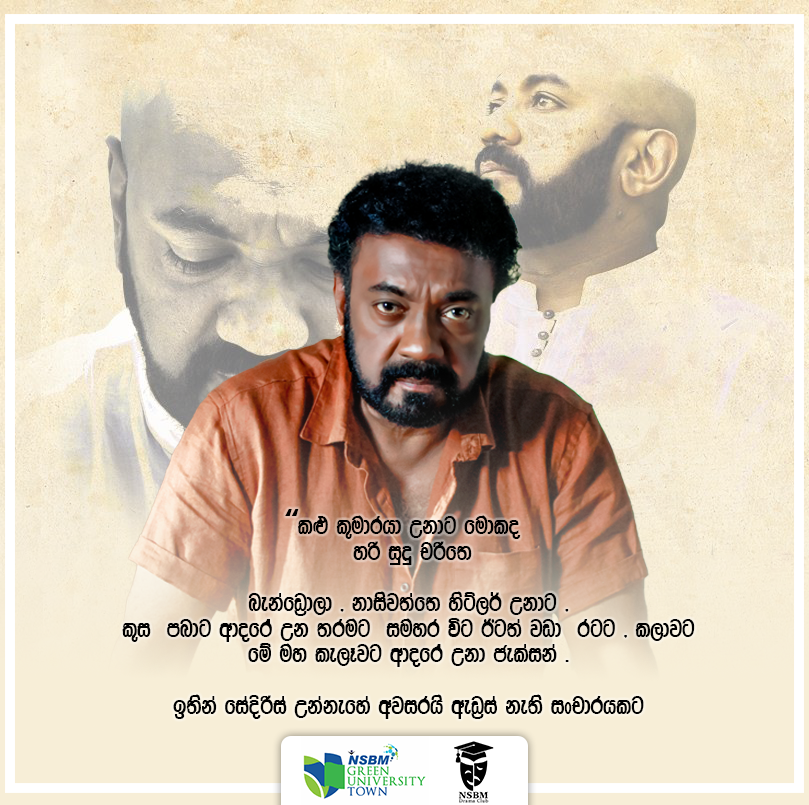 “කළු කුමාරයා උනාට මොකද
හරි සුදු චරිතෙ
බැන්ඩ්‍රොලා . නාසිවත්තෙ හිට්ලර් උනාට .
කුස පබාට ආදරේ උන තරමට සමහර විට ඊටත් වඩා රටට . කලාවට
මේ මහ කැලෑවට ආදරේ උනා ජැක්සන් .
ඉතින් සේදිරිස් උන්නැහේ අවසරයි ඇඩ්‍රස් නැති සංචාරයකට
NSBM
GREEN
UNIVERSITY
TOWN
NSBM
Drama Club